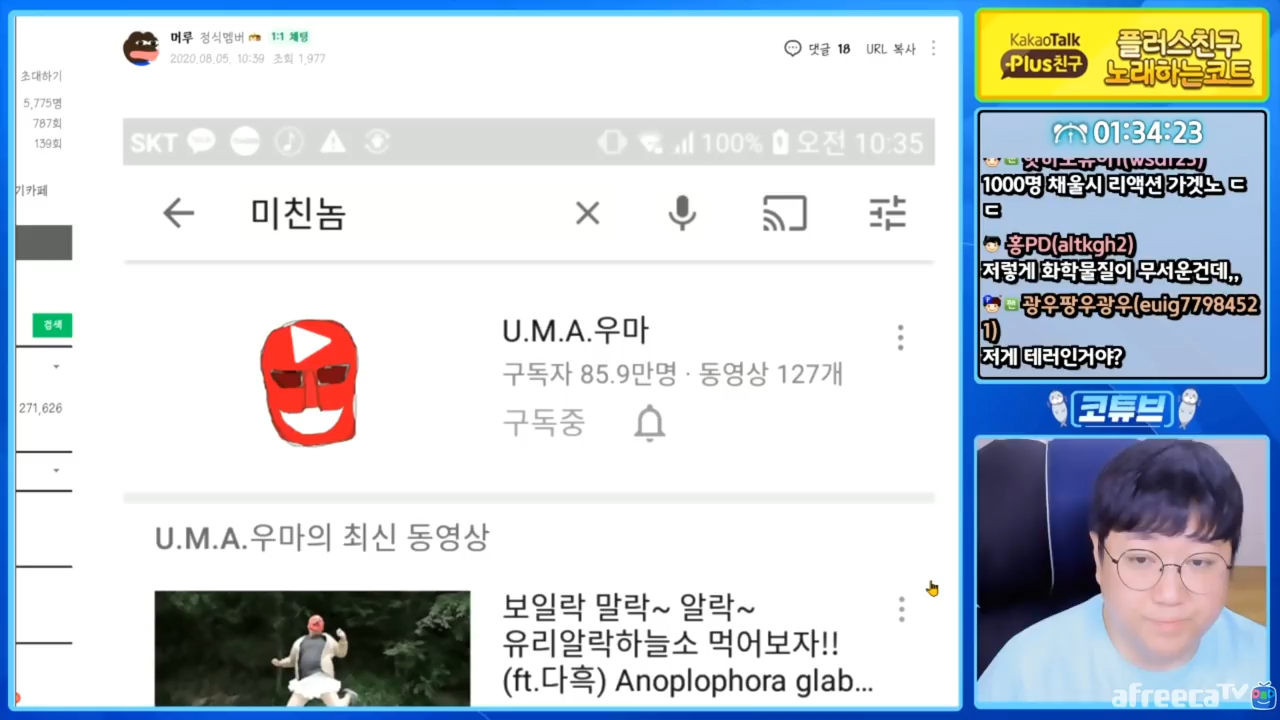 머루 정식멤버 1:1 채팅
2020.08.05. 10:39 조회 1,977
댓글 18 URL 복사
초대하기
5,775명
787회
139회
기카페
검색
271,626
SKT 100% 오전 10:35
미친놈
U.M.A.우마
구독자 85.9만명 · 동영상 127개
구독중
U.M.A.우마의 최신 동영상
보일락 말락~ 알락~
유리알락하늘소 먹어보자!!
(ft.다흑) Anoplophora glab...
KakaoTalk
Plus친구
플러스친구
노래하는코트
01:34:23
1000명 채울시 리액션 가겟노 ㄷ
ㄷ
홍PD(altkgh2)
저렇게 화학물질이 무서운건데,,
광우팡우광우(euig7798452
1)
저게 테러인거야?
코튜브
afreecaTV